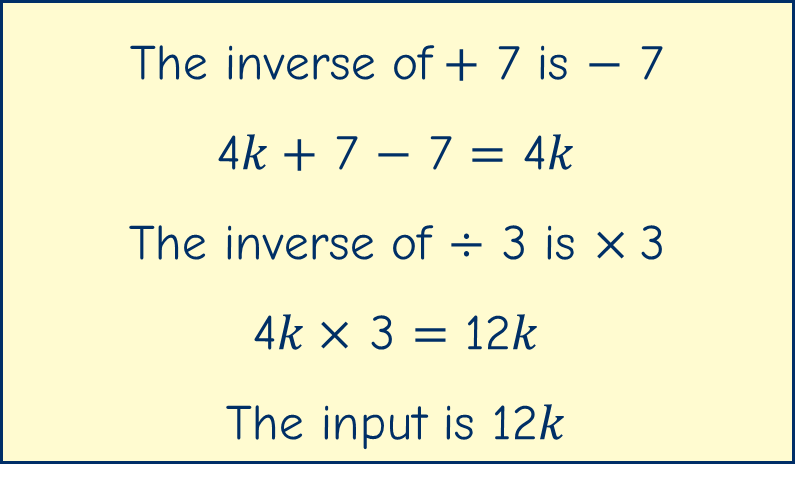 The inverse of + 7 is − 7
4k + 7 − 7 = 4k
The inverse of ÷ 3 is × 3
4k × 3 = 12k
The input is 12k